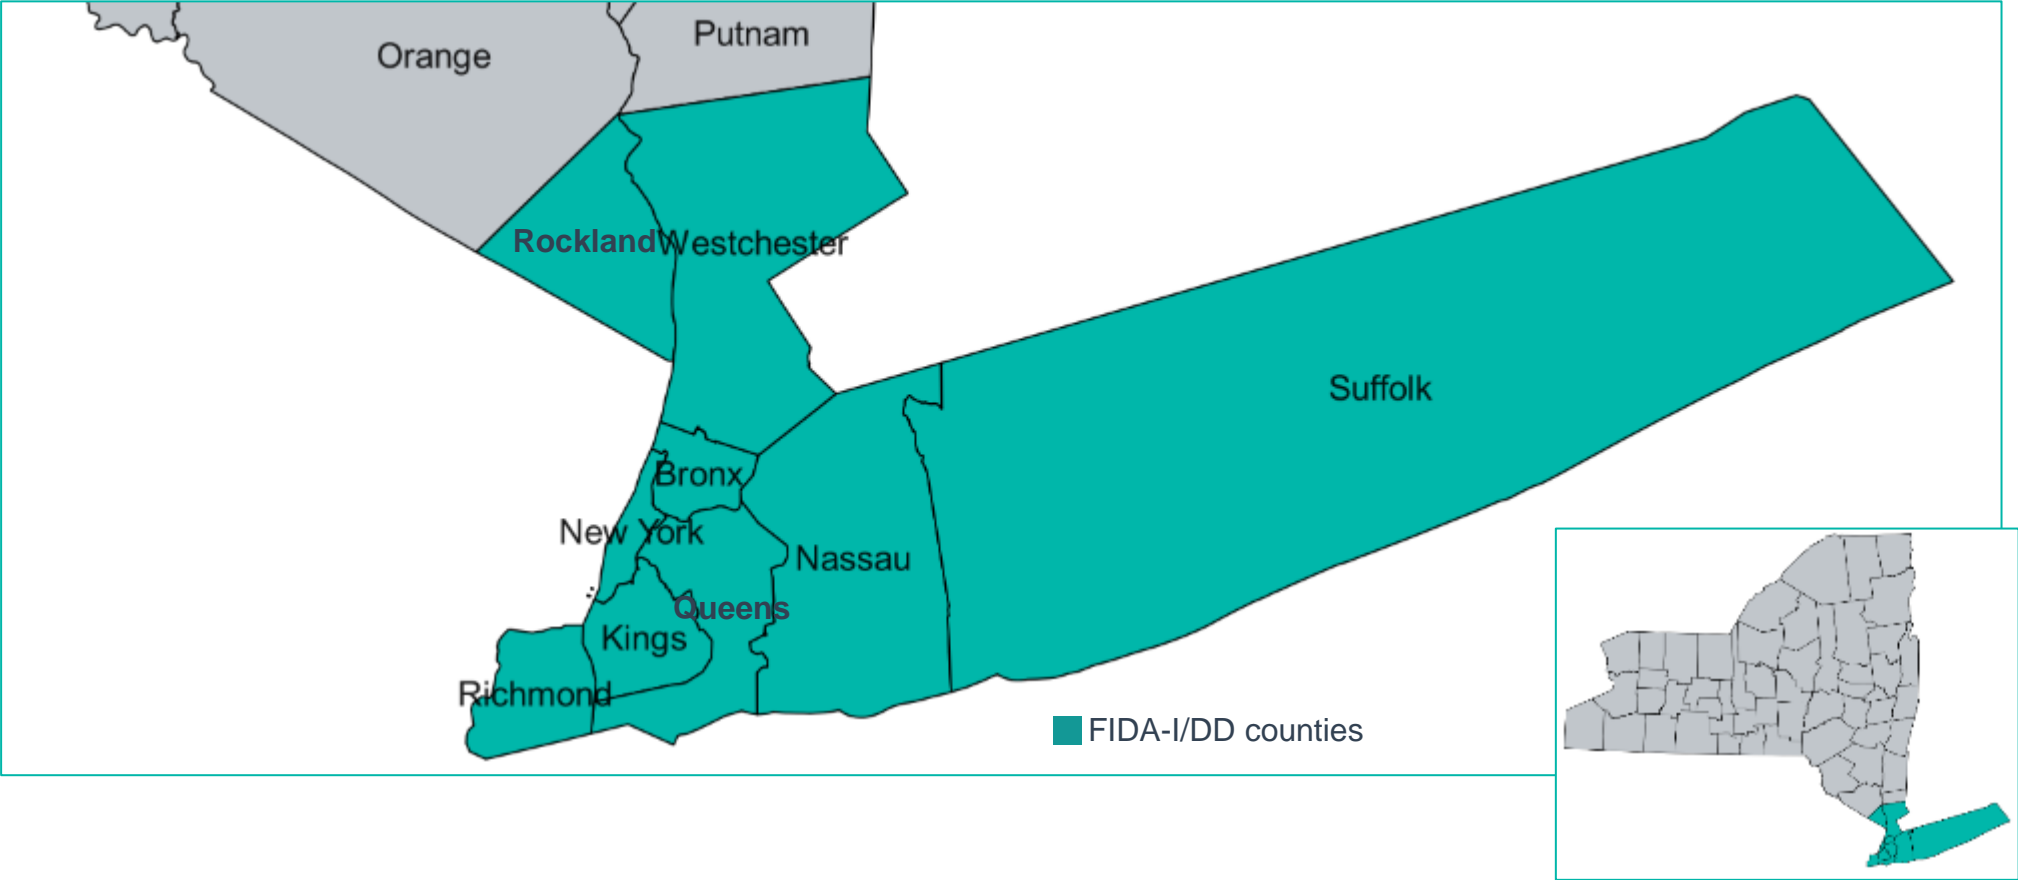 Putnam
Orange
Rockland
Westchester
Suffolk
Bronx
New York
Nassau
Queens
Kings
Richmond
FIDA-I/DD counties